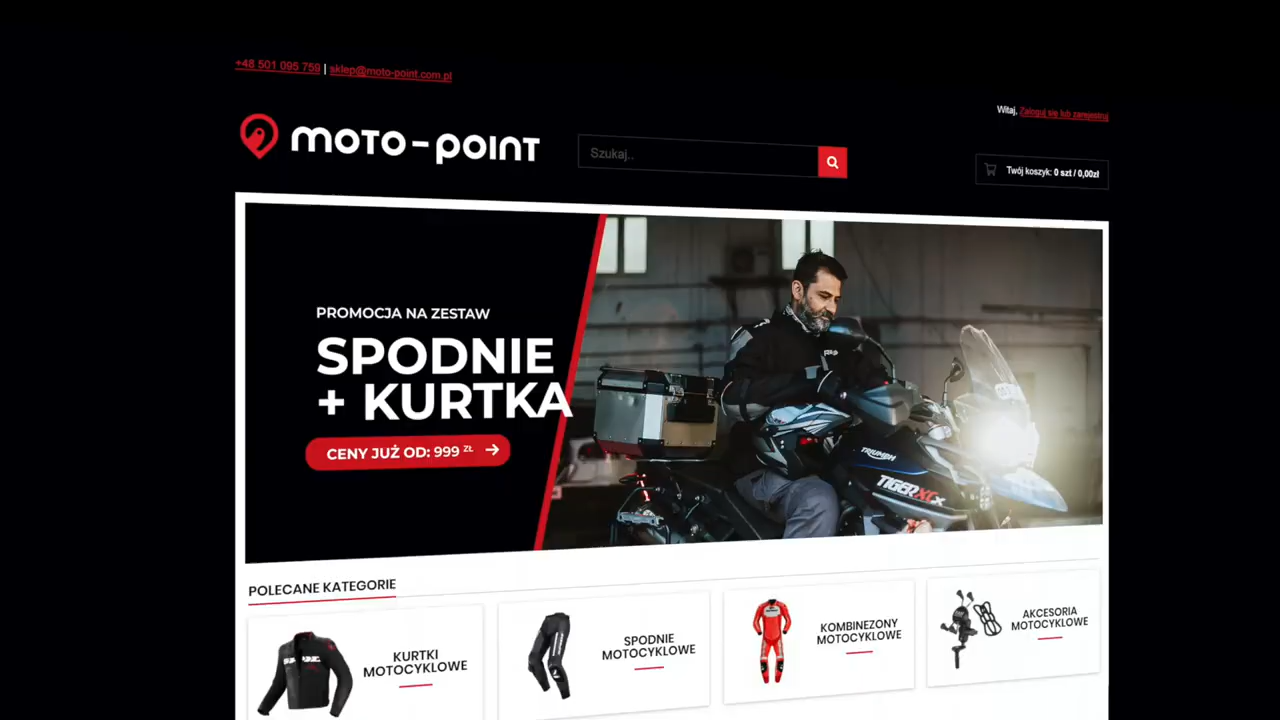 +48 501 095 759 | sklep@moto-point.com.pl
Witaj, Zaloguj się lub zarejestruj
MOTO-POINT
Szukaj..
Twój koszyk: 0 szt / 0,00zł
PROMOCJA NA ZESTAW
SPODNIE
+ KURTKA
CENY JUŻ OD: 999 ZŁ
TRIUMPH
TIGER XCX
POLECANE KATEGORIE
KURTKI
MOTOCYKLOWE
SPODNIE
MOTOCYKLOWE
KOMBINEZONY
MOTOCYKLOWE
AKCESORIA
MOTOCYKLOWE